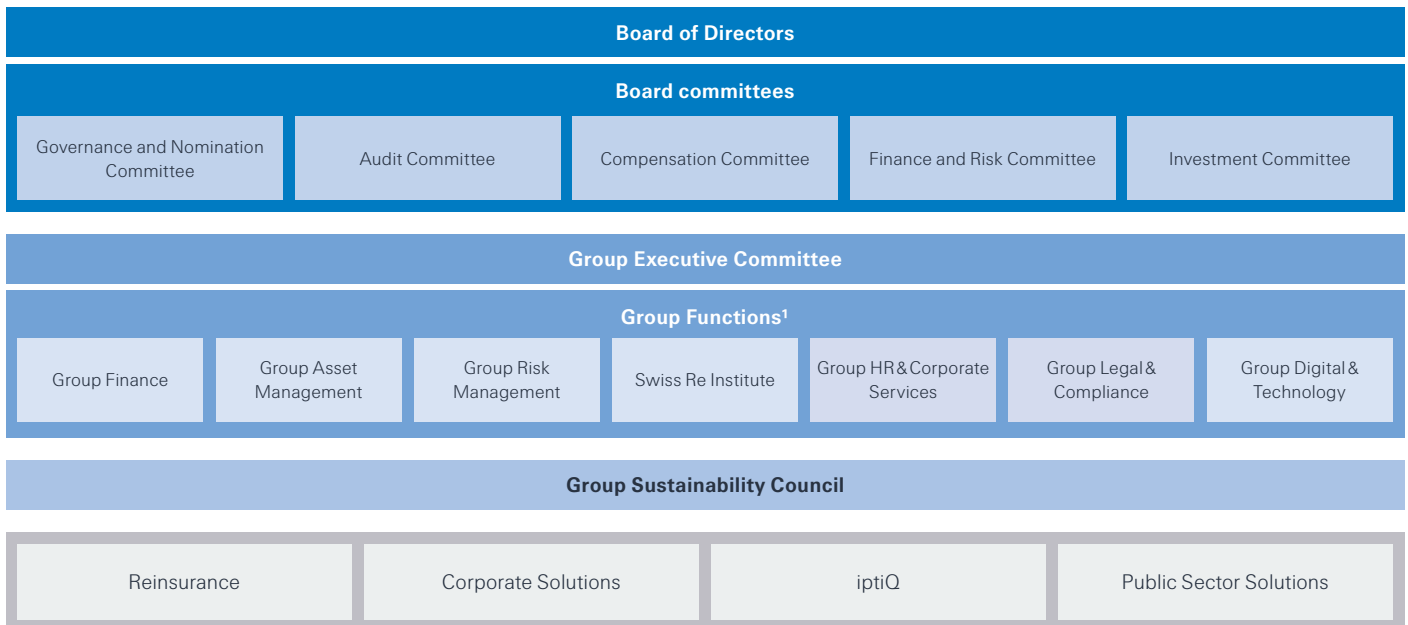 Board of Directors
Board committees
Governance and Nomination
Committee
Audit Committee
Compensation Committee
Finance and Risk Committee
Investment Committee
Group Executive Committee
Group Functions¹
Group Finance
Group Asset
Management
Group Risk
Management
Swiss Re Institute
Group HR & Corporate
Services
Group Legal &
Compliance
Group Digital &
Technology
Group Sustainability Council
Reinsurance
Corporate Solutions
iptiQ
Public Sector Solutions